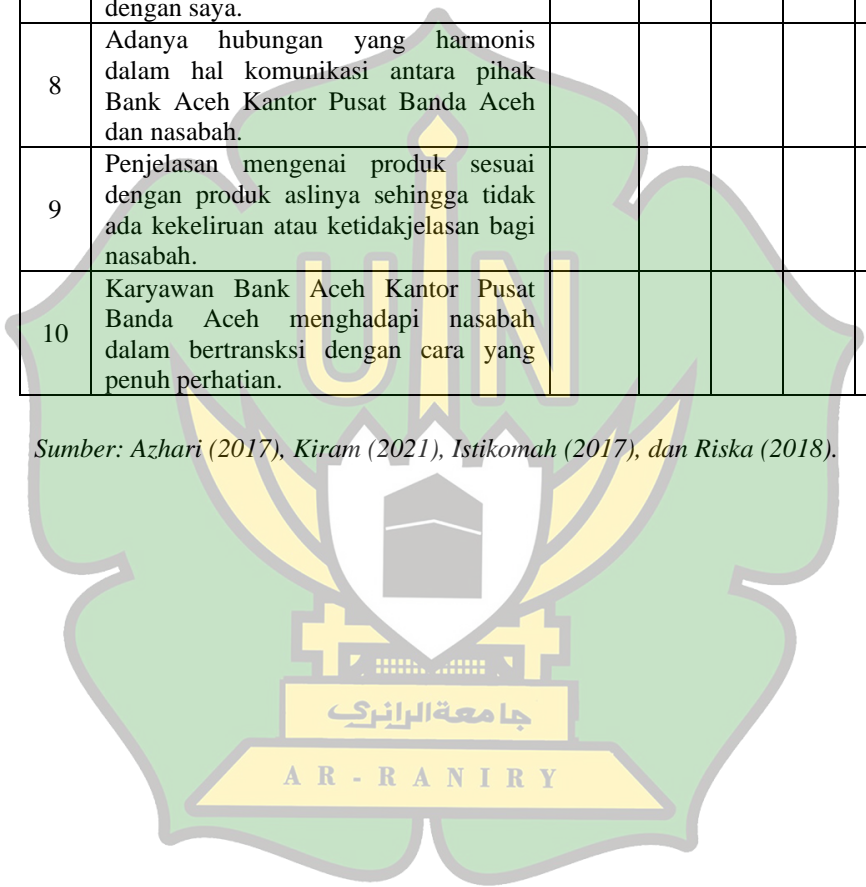 dengan saya.
8
Adanya hubungan yang harmonis
dalam hal komunikasi antara pihak
Bank Aceh Kantor Pusat Banda Aceh
dan nasabah.
9
Penjelasan mengenai produk sesuai
dengan produk aslinya sehingga tidak
ada kekeliruan atau ketidakjelasan bagi
nasabah.
10
Karyawan Bank Aceh Kantor Pusat
Banda Aceh menghadapi nasabah
dalam bertransksi dengan cara yang
penuh perhatian.
Sumber: Azhari (2017), Kiram (2021), Istikomah (2017), dan Riska (2018).
UIN
جامعة الرانري
AR-RANIRY